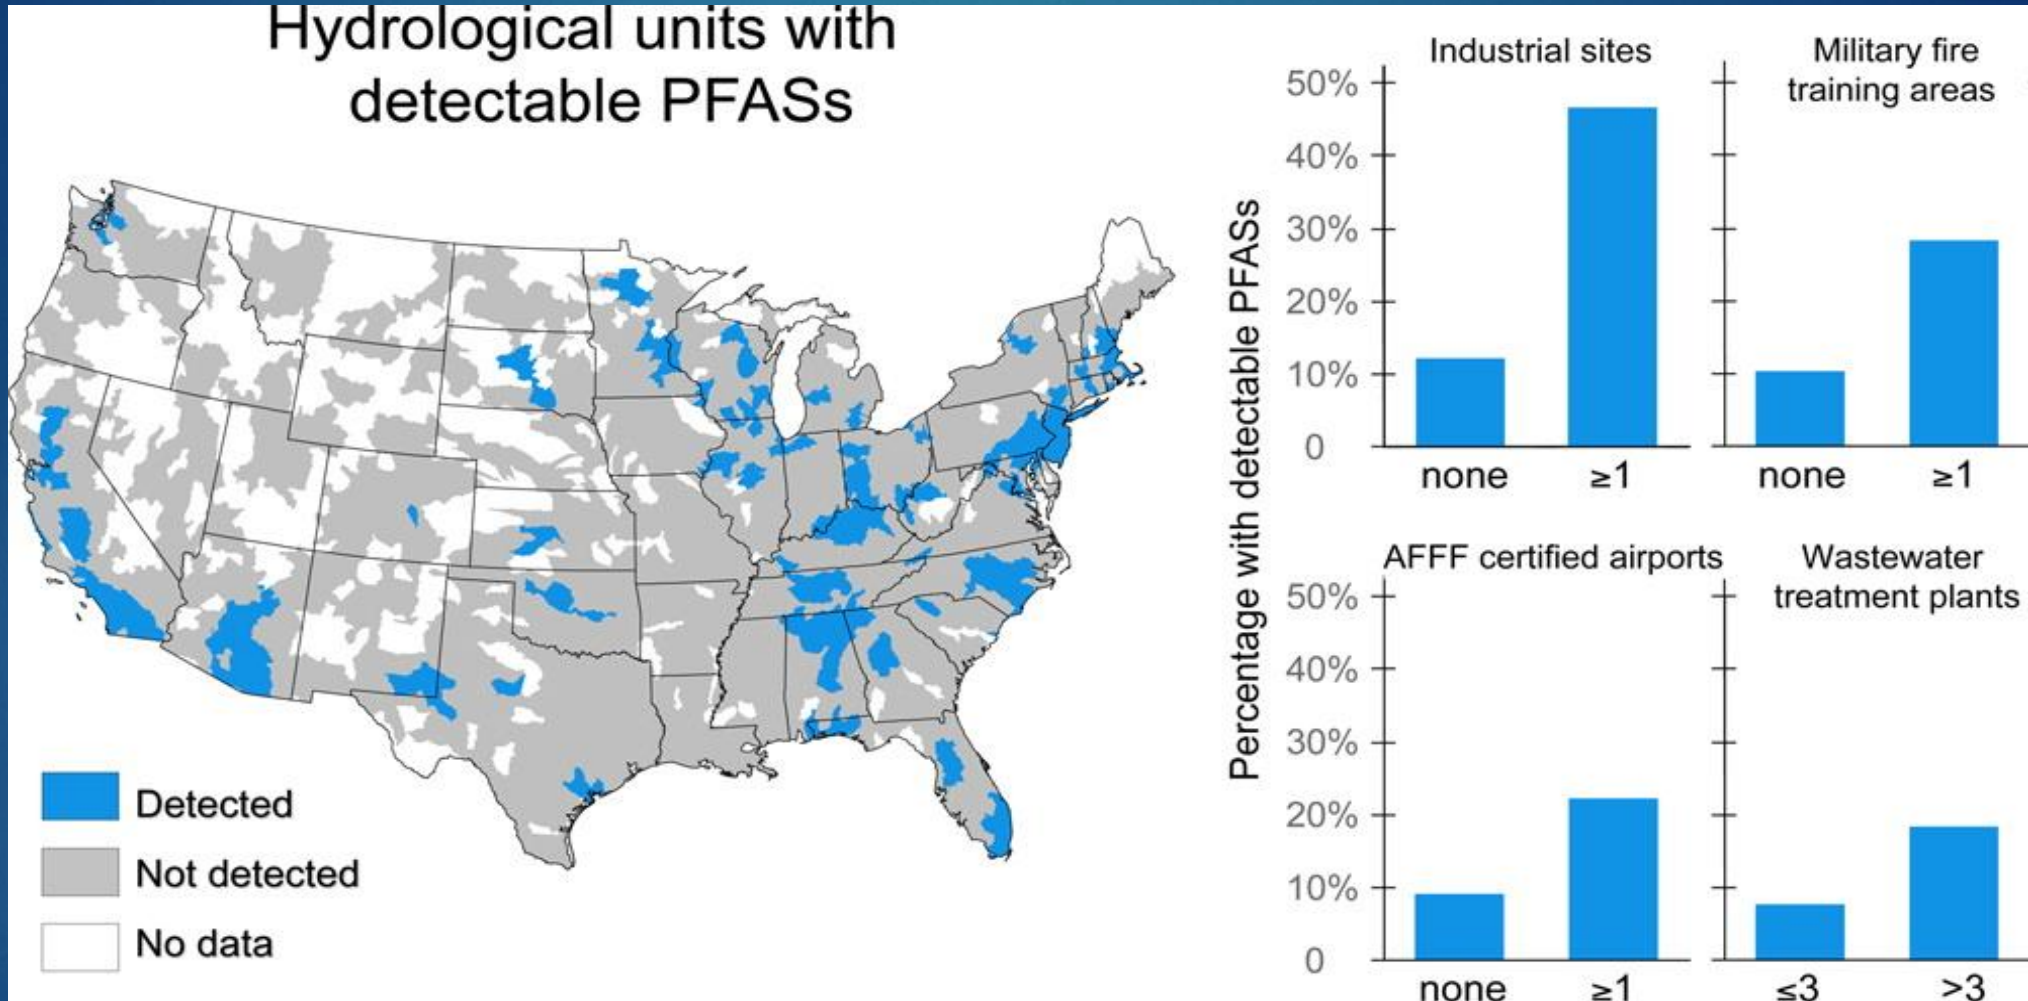 Hydrological units with
detectable PFASs
Detected
Not detected
No data
Percentage with detectable PFASs
Industrial sites
50%
40%
30%
20%
10%
0
none
≥1
Military fire
training areas
none
≥1
AFFF certified airports
50%
40%
30%
20%
10%
0
none
≥1
Wastewater
treatment plants
≤3
>3